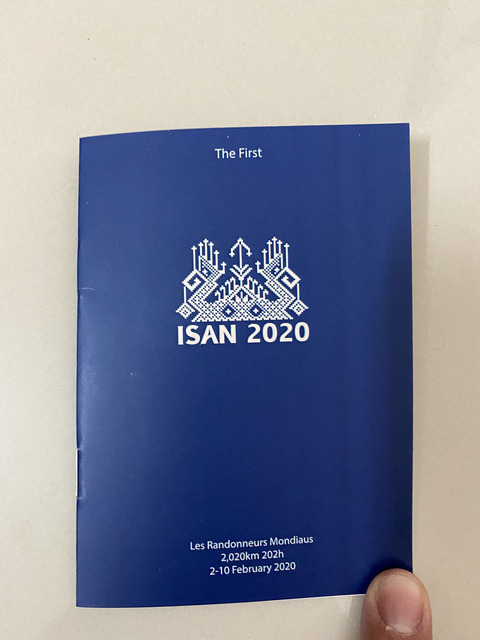 The First
ISAN 2020
Les Randonneurs Mondiaus
2,020km 202h
2-10 February 2020